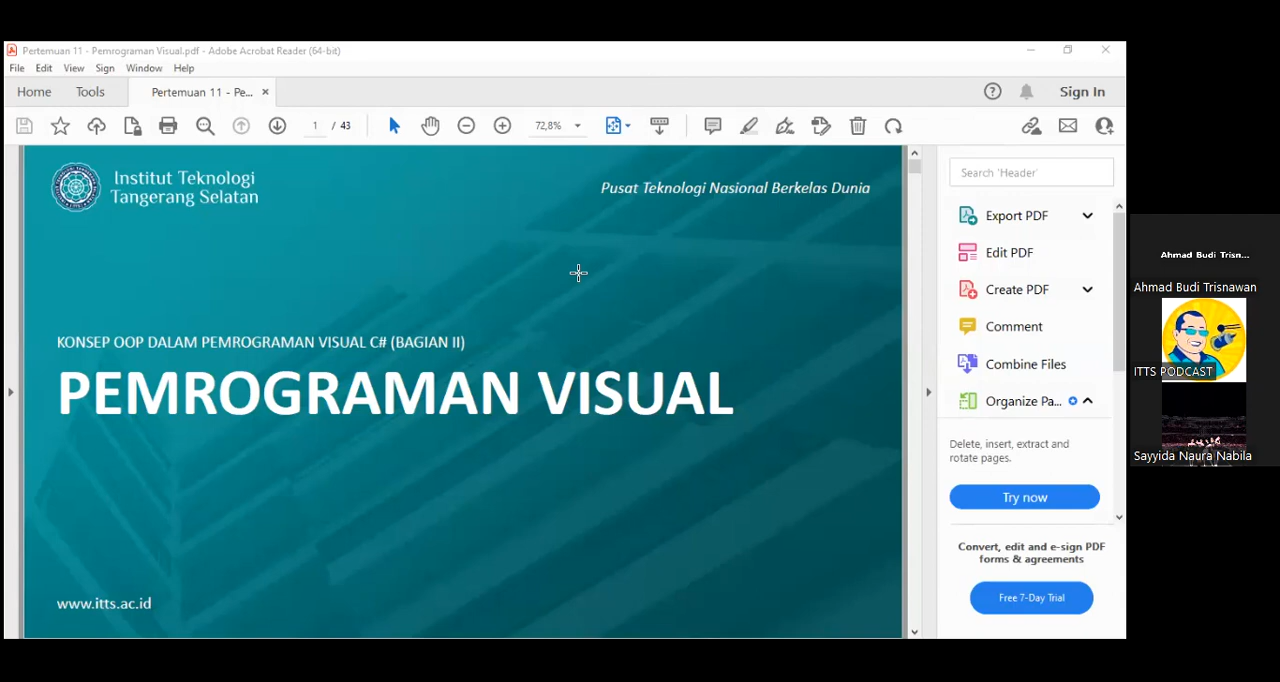 Pertemuan 11 - Pemrograman Visual.pdf - Adobe Acrobat Reader (64-bit)
File Edit View Sign Window Help
Home Tools Pertemuan 11 - Pe... ×
? Sign In
1 / 43 72,8%
Institut Teknologi
Tangerang Selatan
Pusat Teknologi Nasional Berkelas Dunia
KONSEP OOP DALAM PEMROGRAMAN VISUAL C# (BAGIAN II)
PEMROGRAMAN VISUAL
www.itts.ac.id
Search 'Header'
Export PDF
Edit PDF
Create PDF
Comment
Combine Files
Organize Pa...
Delete, insert, extract and
rotate pages.
Try now
Convert, edit and e-sign PDF
forms & agreements
Free 7-Day Trial
Ahmad Budi Trisn...
Ahmad Budi Trisnawan
ITTS PODCAST
Sayyida Naura Nabila